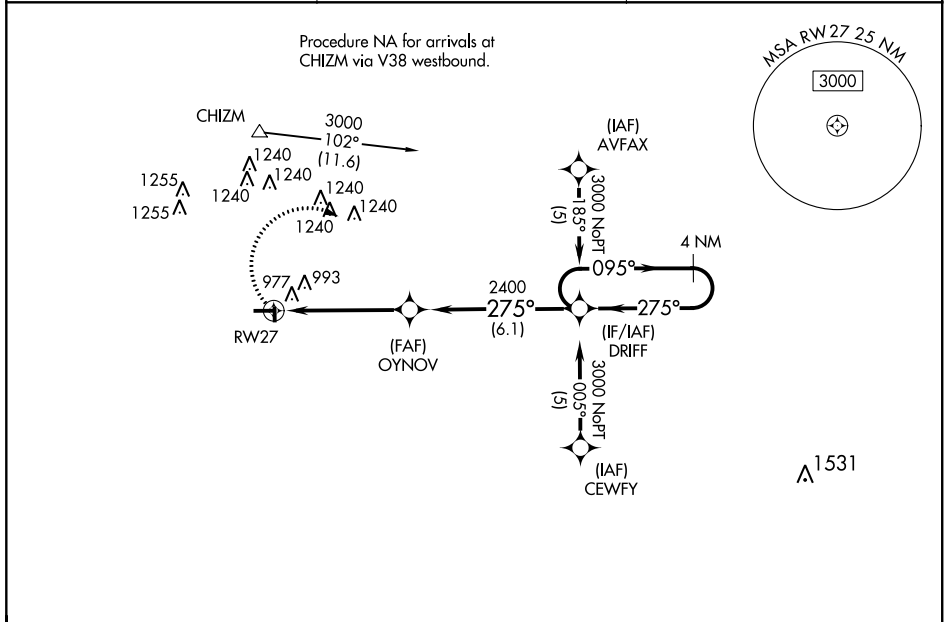 Procedure NA for arrivals at
CHIZM via V38 westbound.
MSA RW27 25 NM
3000
CHIZM
3000
102°
(11.6)
(IAF)
AVFAX
3000 NoPT
185°
(5)
1240
1240
1240
1255
1255
1240
1240
1240
4 NM
095°
977
993
2400
275°
(6.1)
275°
RW27
(FAF)
OYNOV
(IF/IAF)
DRIFF
3000 NoPT
005°
(5)
(IAF)
CEWFY
1531